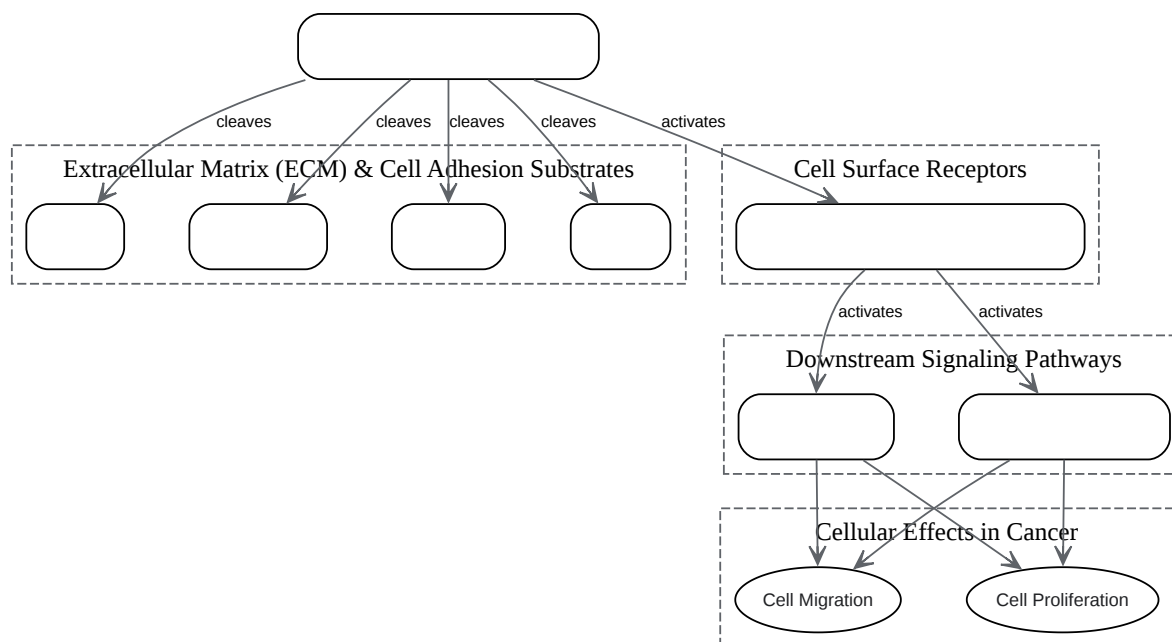 cleaves
cleaves
cleaves
cleaves
activates
Extracellular Matrix (ECM) & Cell Adhesion Substrates
Cell Surface Receptors
activates
activates
Downstream Signaling Pathways
Cellular Effects in Cancer
Cell Migration
Cell Proliferation